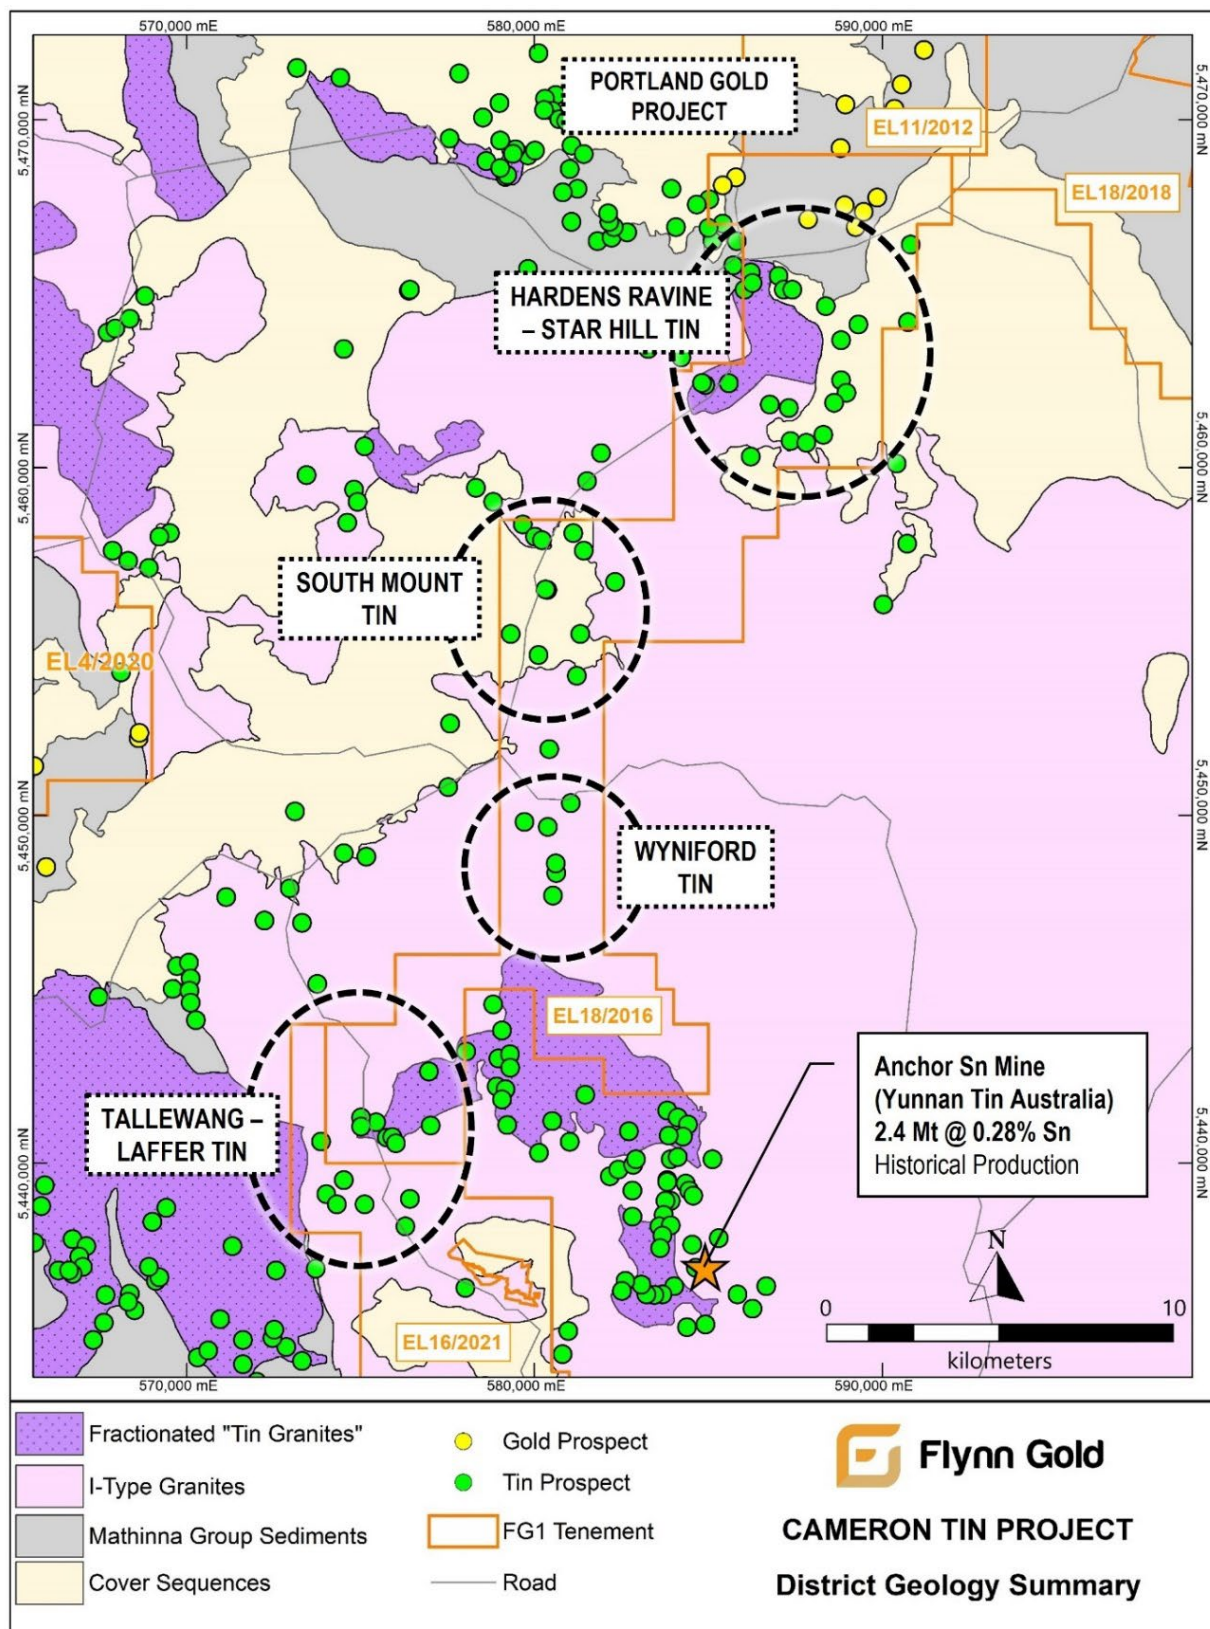 570,000 mE
580,000 mE
590,000 mE
PORTLAND GOLD
PROJECT
5,470,000 mN
5,470,000 mN
EL11/2012
EL18/2018
HARDENS RAVINE
– STAR HILL TIN
5,460,000 mN
5,460,000 mN
SOUTH MOUNT
TIN
EL4/2020
5,450,000 mN
5,450,000 mN
WYNIFORD
TIN
EL18/2016
Anchor Sn Mine
(Yunnan Tin Australia)
2.4 Mt @ 0.28% Sn
Historical Production
TALLEWANG –
LAFFER TIN
5,440,000 mN
5,440,000 mN
N
0
10
kilometers
EL16/2021
570,000 mE
580,000 mE
590,000 mE
Fractionated "Tin Granites"
I-Type Granites
Mathinna Group Sediments
Cover Sequences
Gold Prospect
Tin Prospect
FG1 Tenement
Road
Flynn Gold
CAMERON TIN PROJECT
District Geology Summary